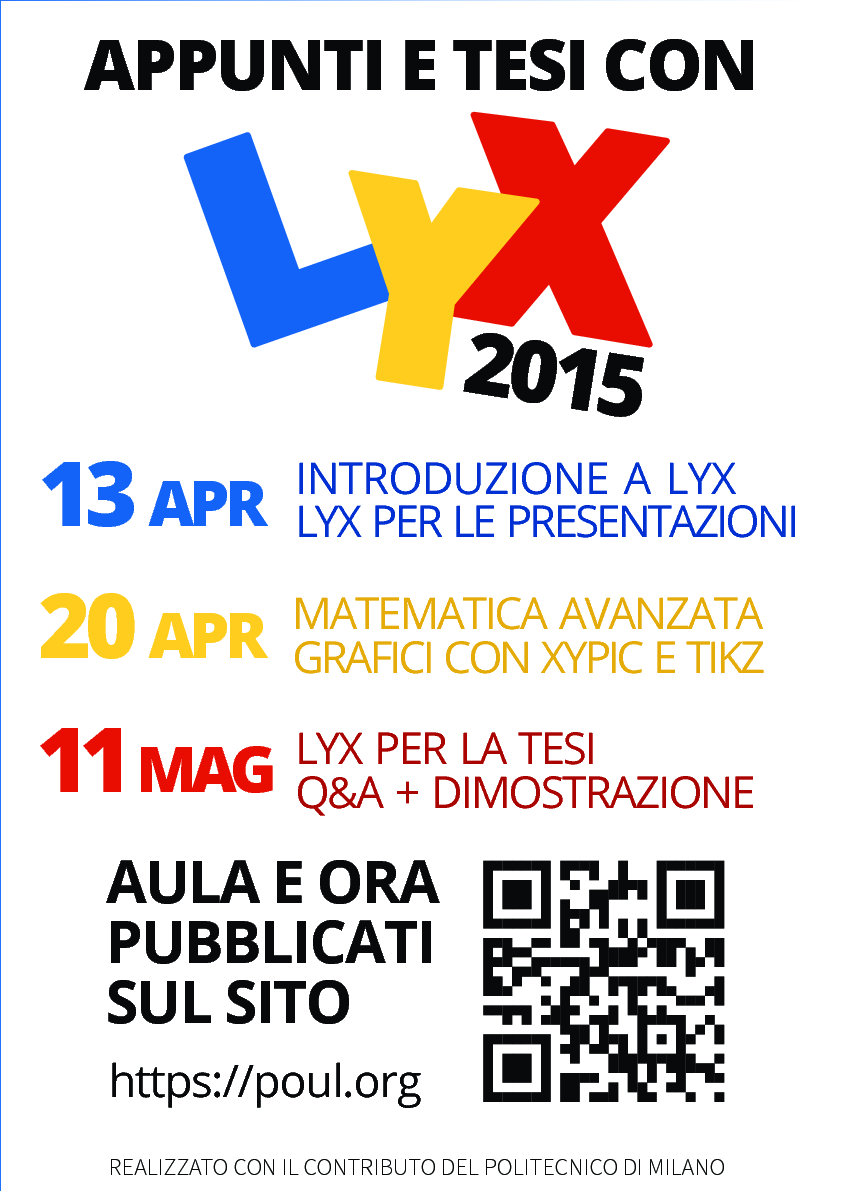 APPUNTI E TESI CON
LYX
2015
13 APR
INTRODUZIONE A LYX
LYX PER LE PRESENTAZIONI
20 APR
MATEMATICA AVANZATA
GRAFICI CON XYPIC E TIKZ
11 MAG
LYX PER LA TESI
Q&A + DIMOSTRAZIONE
AULA E ORA
PUBBLICATI
SUL SITO
https://poul.org
REALIZZATO CON IL CONTRIBUTO DEL POLITECNICO DI MILANO